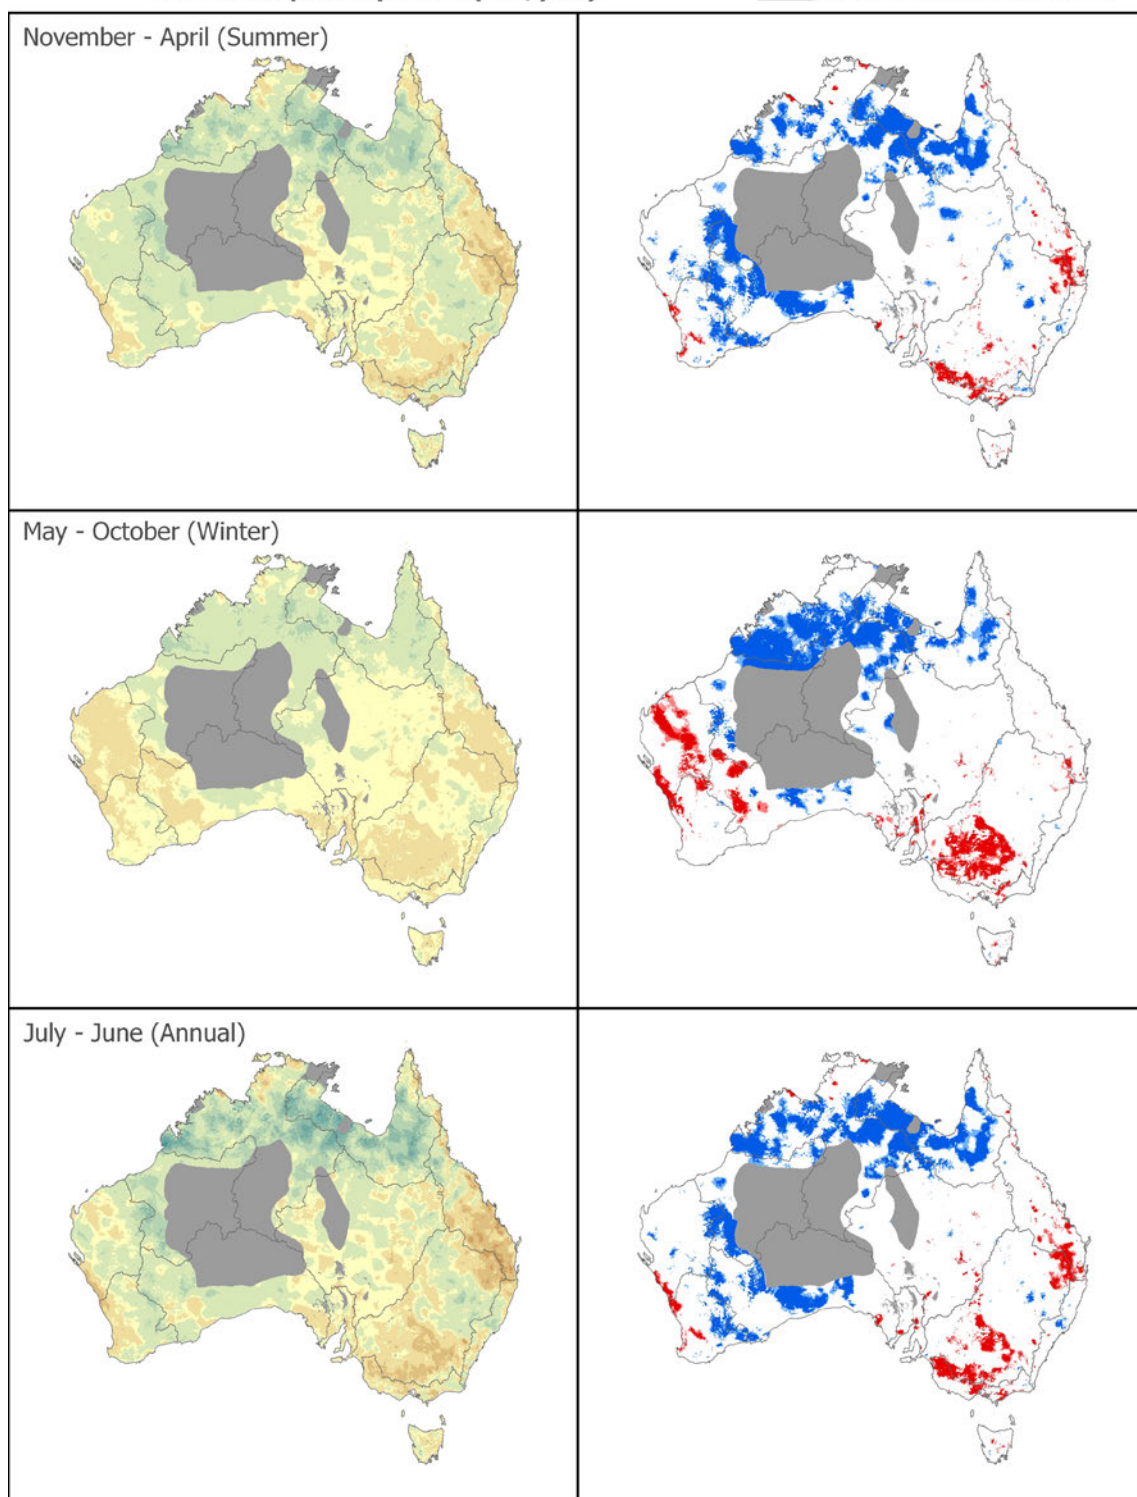 November - April (Summer)
May - October (Winter)
July - June (Annual)